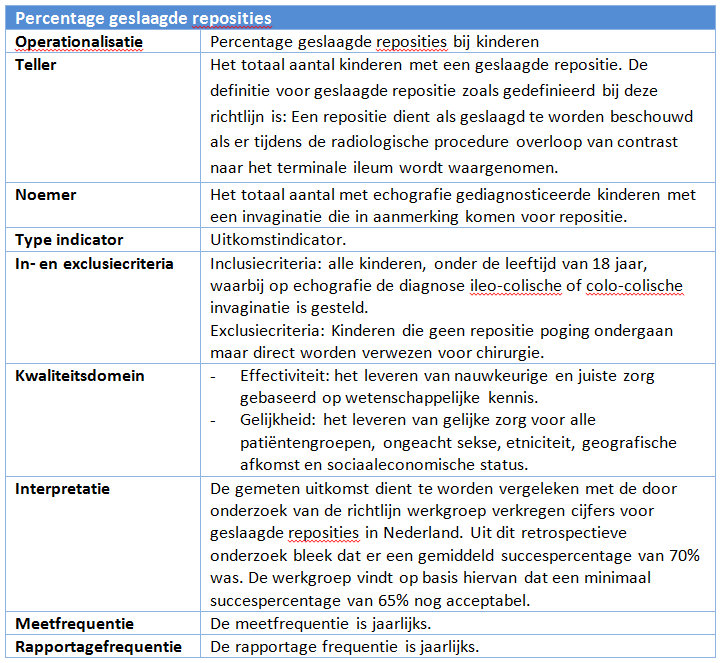 Percentage geslaagde reposities
Operationalisatie Percentage geslaagde reposities bij kinderen
Teller Het totaal aantal kinderen met een geslaagde repositie. De
definitie voor geslaagde repositie zoals gedefinieerd bij deze
richtlijn is: Een repositie dient als geslaagd te worden beschouwd
als er tijdens de radiologische procedure overloop van contrast
naar het terminale ileum wordt waargenomen.
Noemer Het totaal aantal met echografie gediagnosticeerde kinderen met
een invaginatie die in aanmerking komen voor repositie.
Type indicator Uitkomstindicator.
In- en exclusiecriteria Inclusiecriteria: alle kinderen, onder de leeftijd van 18 jaar,
waarbij op echografie de diagnose ileo-colische of colo-colische
invaginatie is gesteld.
Exclusiecriteria: Kinderen die geen repositie poging ondergaan
maar direct worden verwezen voor chirurgie.
Kwaliteitsdomein - Effectiviteit: het leveren van nauwkeurige en juiste zorg
gebaseerd op wetenschappelijke kennis.
- Gelijkheid: het leveren van gelijke zorg voor alle
patiëntengroepen, ongeacht sekse, etniciteit, geografische
afkomst en sociaaleconomische status.
Interpretatie De gemeten uitkomst dient te worden vergeleken met de door
onderzoek van de richtlijn werkgroep verkregen cijfers voor
geslaagde reposities in Nederland. Uit dit retrospectieve
onderzoek bleek dat er een gemiddeld succespercentage van 70%
was. De werkgroep vindt op basis hiervan dat een minimaal
succespercentage van 65% nog acceptabel.
Meetfrequentie De meetfrequentie is jaarlijks.
Rapportagefrequentie De rapportage frequentie is jaarlijks.